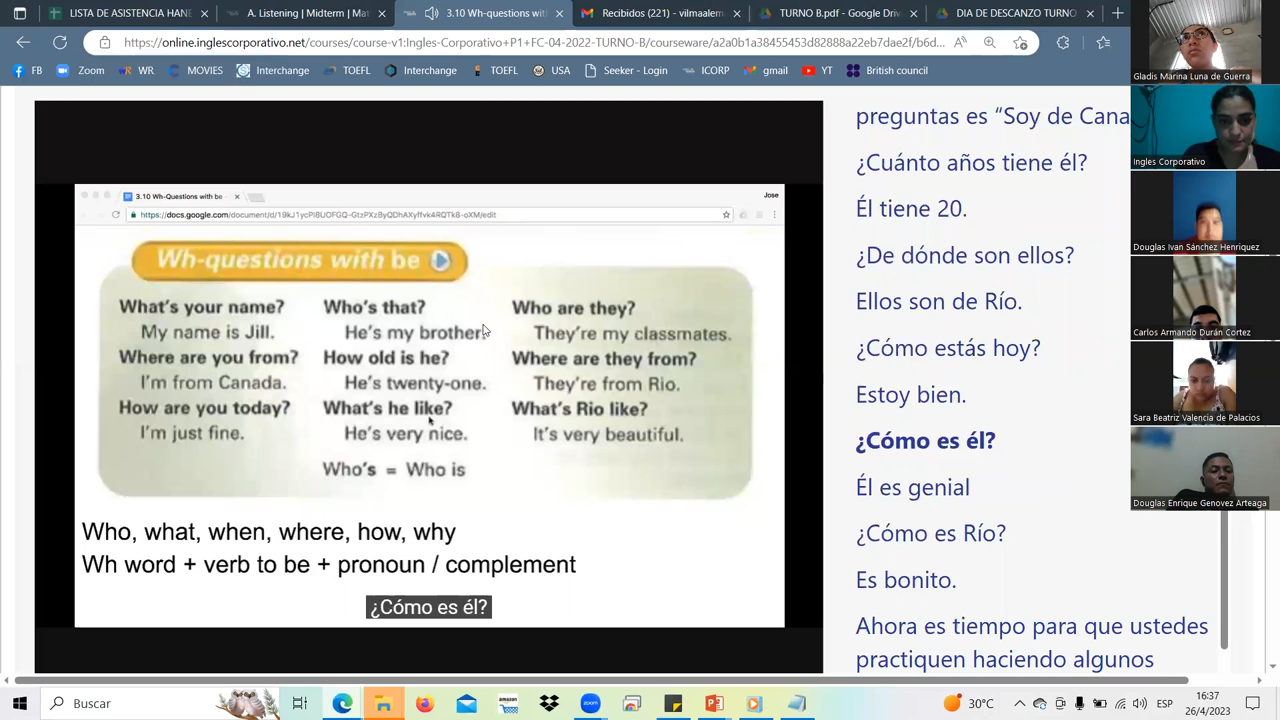 LISTA DE ASISTENCIA HANE
A. Listening | Midterm | Mat
3.10 Wh-questions wit
Recibidos (221) - vilmaalem
TURNO B.pdf - Google Driv
DIA DE DESCANZO TURNO
https://online.inglescorporativo.net/courses/course-v1:Ingles-Corporativo+P1+FC-04-2022-TURNO-B/courseware/a2a0b1a38455453d82888a22eb7dae2f/b6d...
FB
Zoom
WR
MOVIES
Interchange
TOEFL
Interchange
TOEFL
USA
Seeker - Login
ICORP
gmail
YT
British council
3.10 Wh-Questions with be -
Jose
Wh-questions with be
What's your name?
My name is Jill.
Where are you from?
I'm from Canada.
How are you today?
I'm just fine.
Who's that?
He's my brother.
How old is he?
He's twenty-one.
What's he like?
He's very nice.
Who's = Who is
Who are they?
They're my classmates.
Where are they from?
They're from Rio.
What's Rio like?
It's very beautiful.
Who, what, when, where, how, why
Wh word + verb to be + pronoun / complement
¿Cómo es él?
preguntas es “Soy de Cana
¿Cuánto años tiene él?
Él tiene 20.
¿De dónde son ellos?
Ellos son de Río.
¿Cómo estás hoy?
Estoy bien.
¿Cómo es él?
Él es genial
¿Cómo es Río?
Es bonito.
Ahora es tiempo para que ustedes
practiquen haciendo algunos
Gladis Marina Luna de Guerra
Ingles Corporativo
Douglas Ivan Sánchez Henriquez
Carlos Armando Durán Cortez
Sara Beatriz Valencia de Palacios
Douglas Enrique Genovez Arteaga
Buscar
30°C
ESP
16:37
26/4/2023